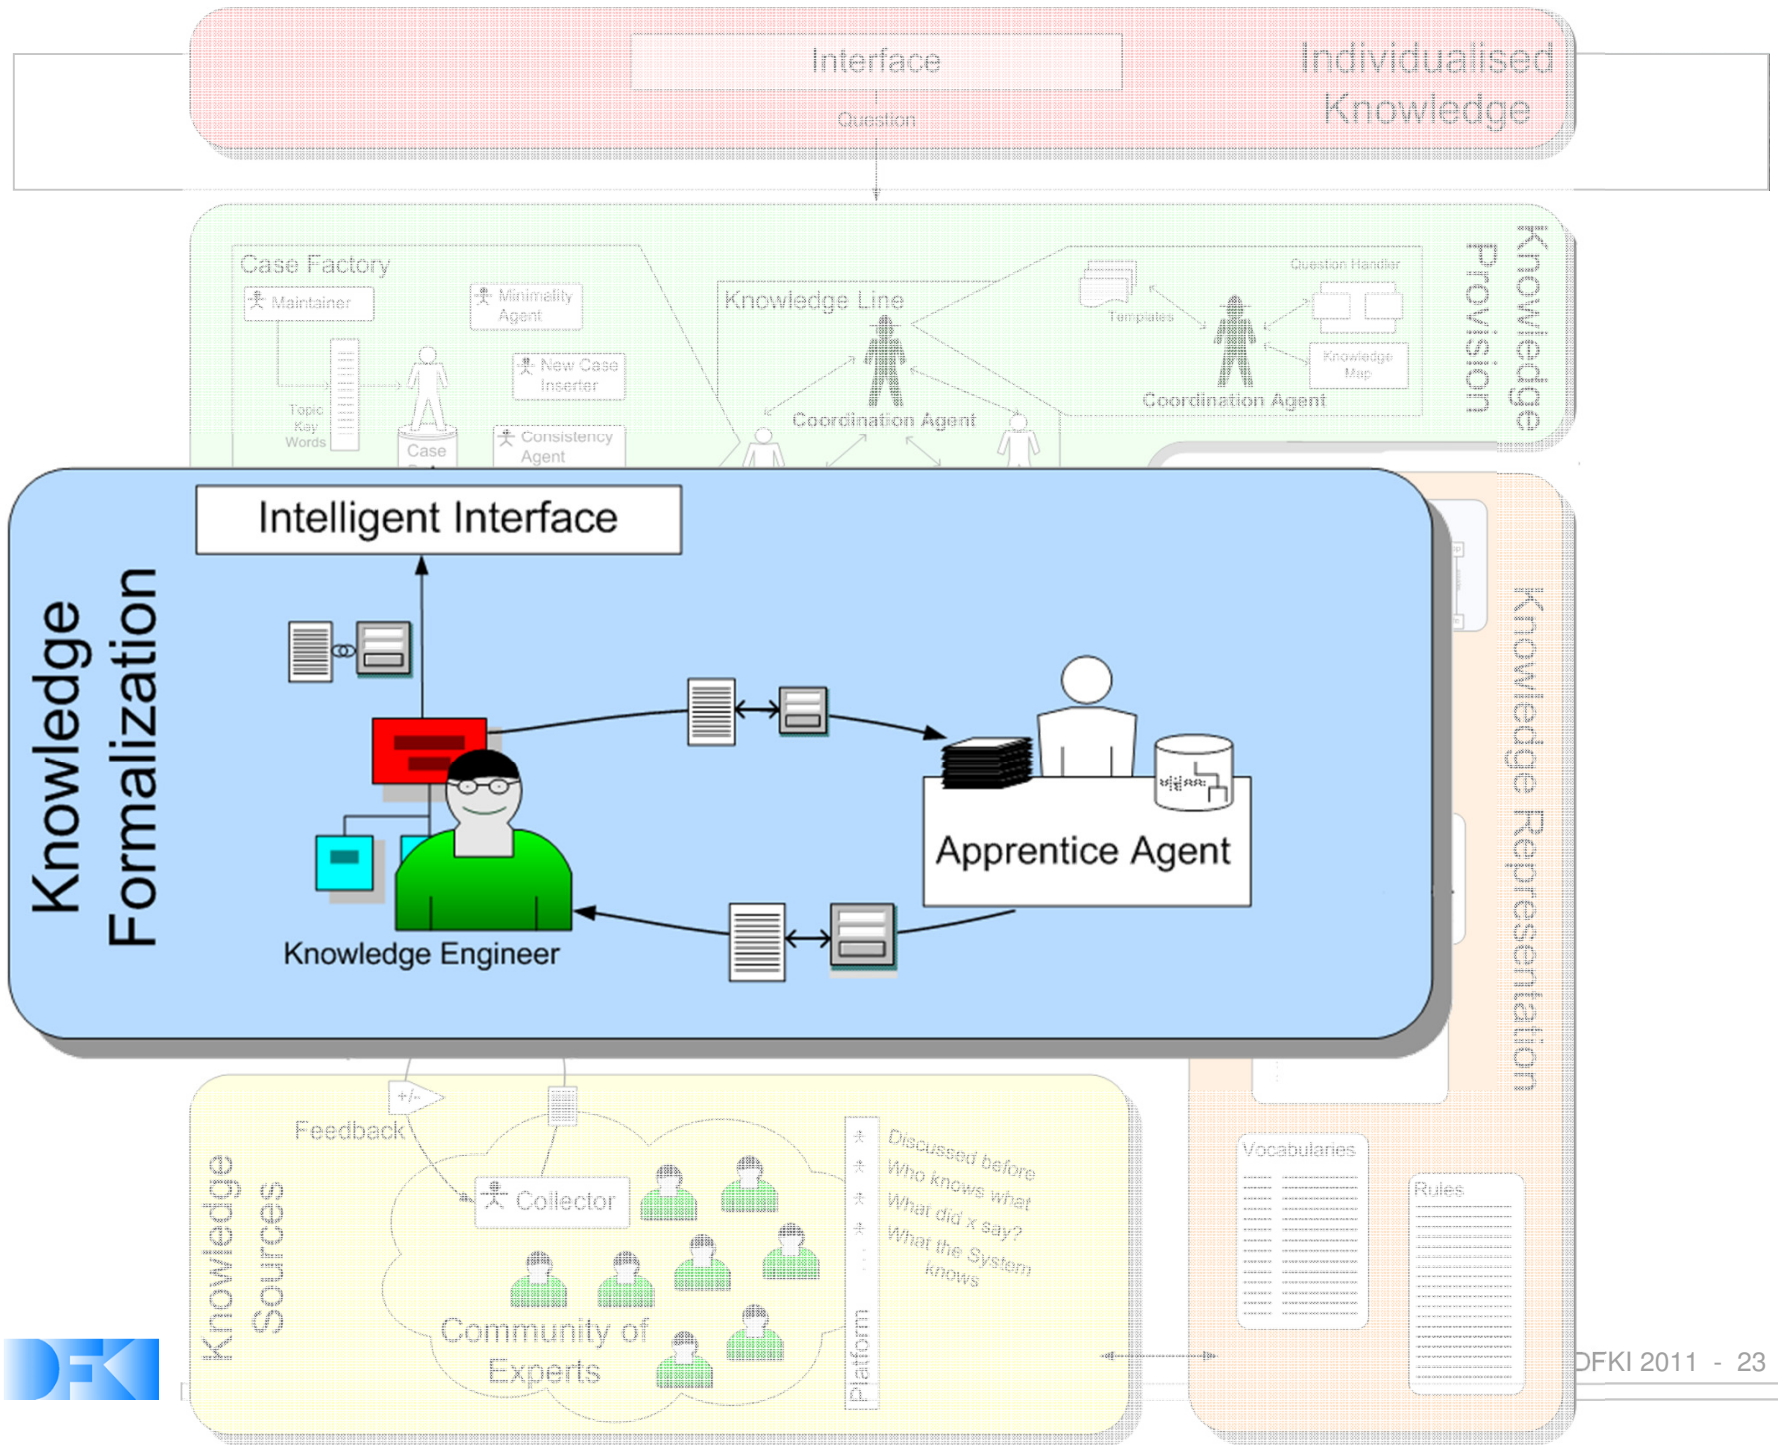 Interface
Individualised
Knowledge
Question
Knowledge
Provision
Case Factory
Maintainer
Minimality
Agent
New Case
Inserter
Topic
Key
Words
Case
Consistency
Agent
Knowledge Line
Coordination Agent
Templates
Question Handler
Knowledge
Map
Coordination Agent
Knowledge
Formalization
Intelligent Interface
Knowledge Engineer
Apprentice Agent
Knowledge Representation
Vocabularies
Rules
Knowledge
Sources
+/-
Feedback
Collector
Community of
Experts
Platform
Discussed before
Who knows what
What did x say?
What the System
knows
DFKI
DFKI 2011 - 23